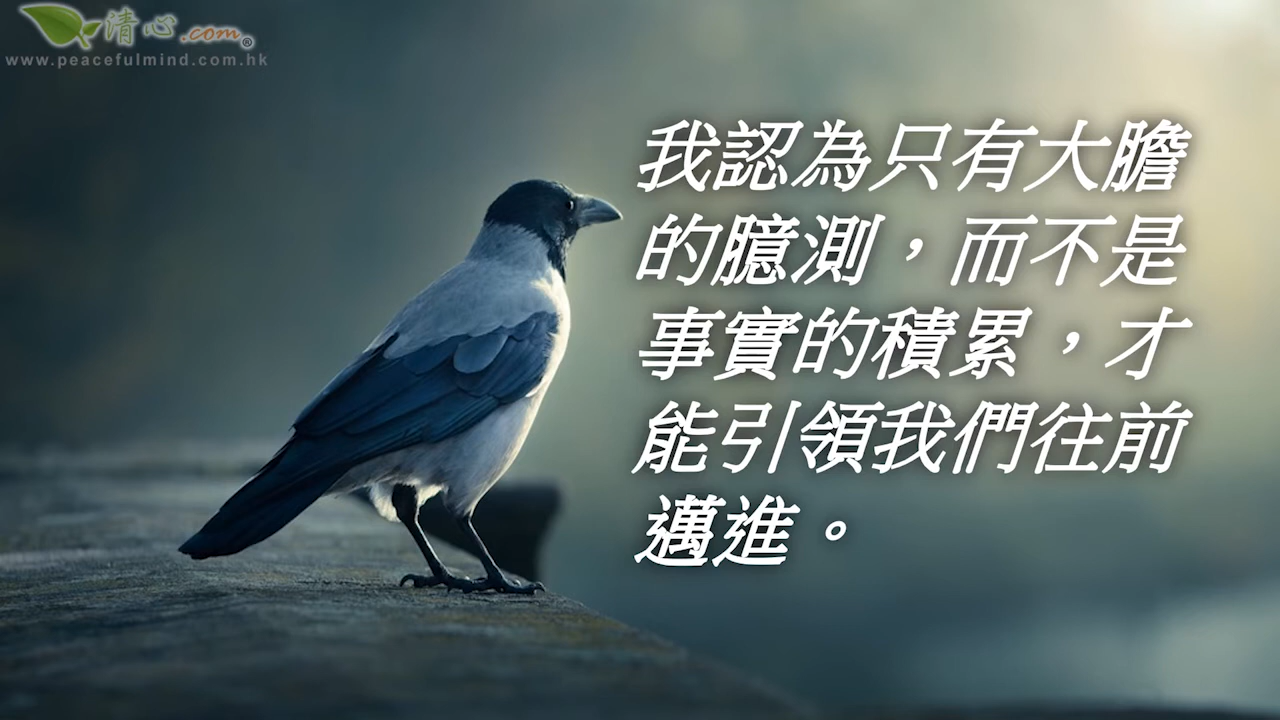 清心.com®
www.peacefulmind.com.hk
我認為只有大膽
的臆測，而不是
事實的積累，才
能引領我們往前
邁進。